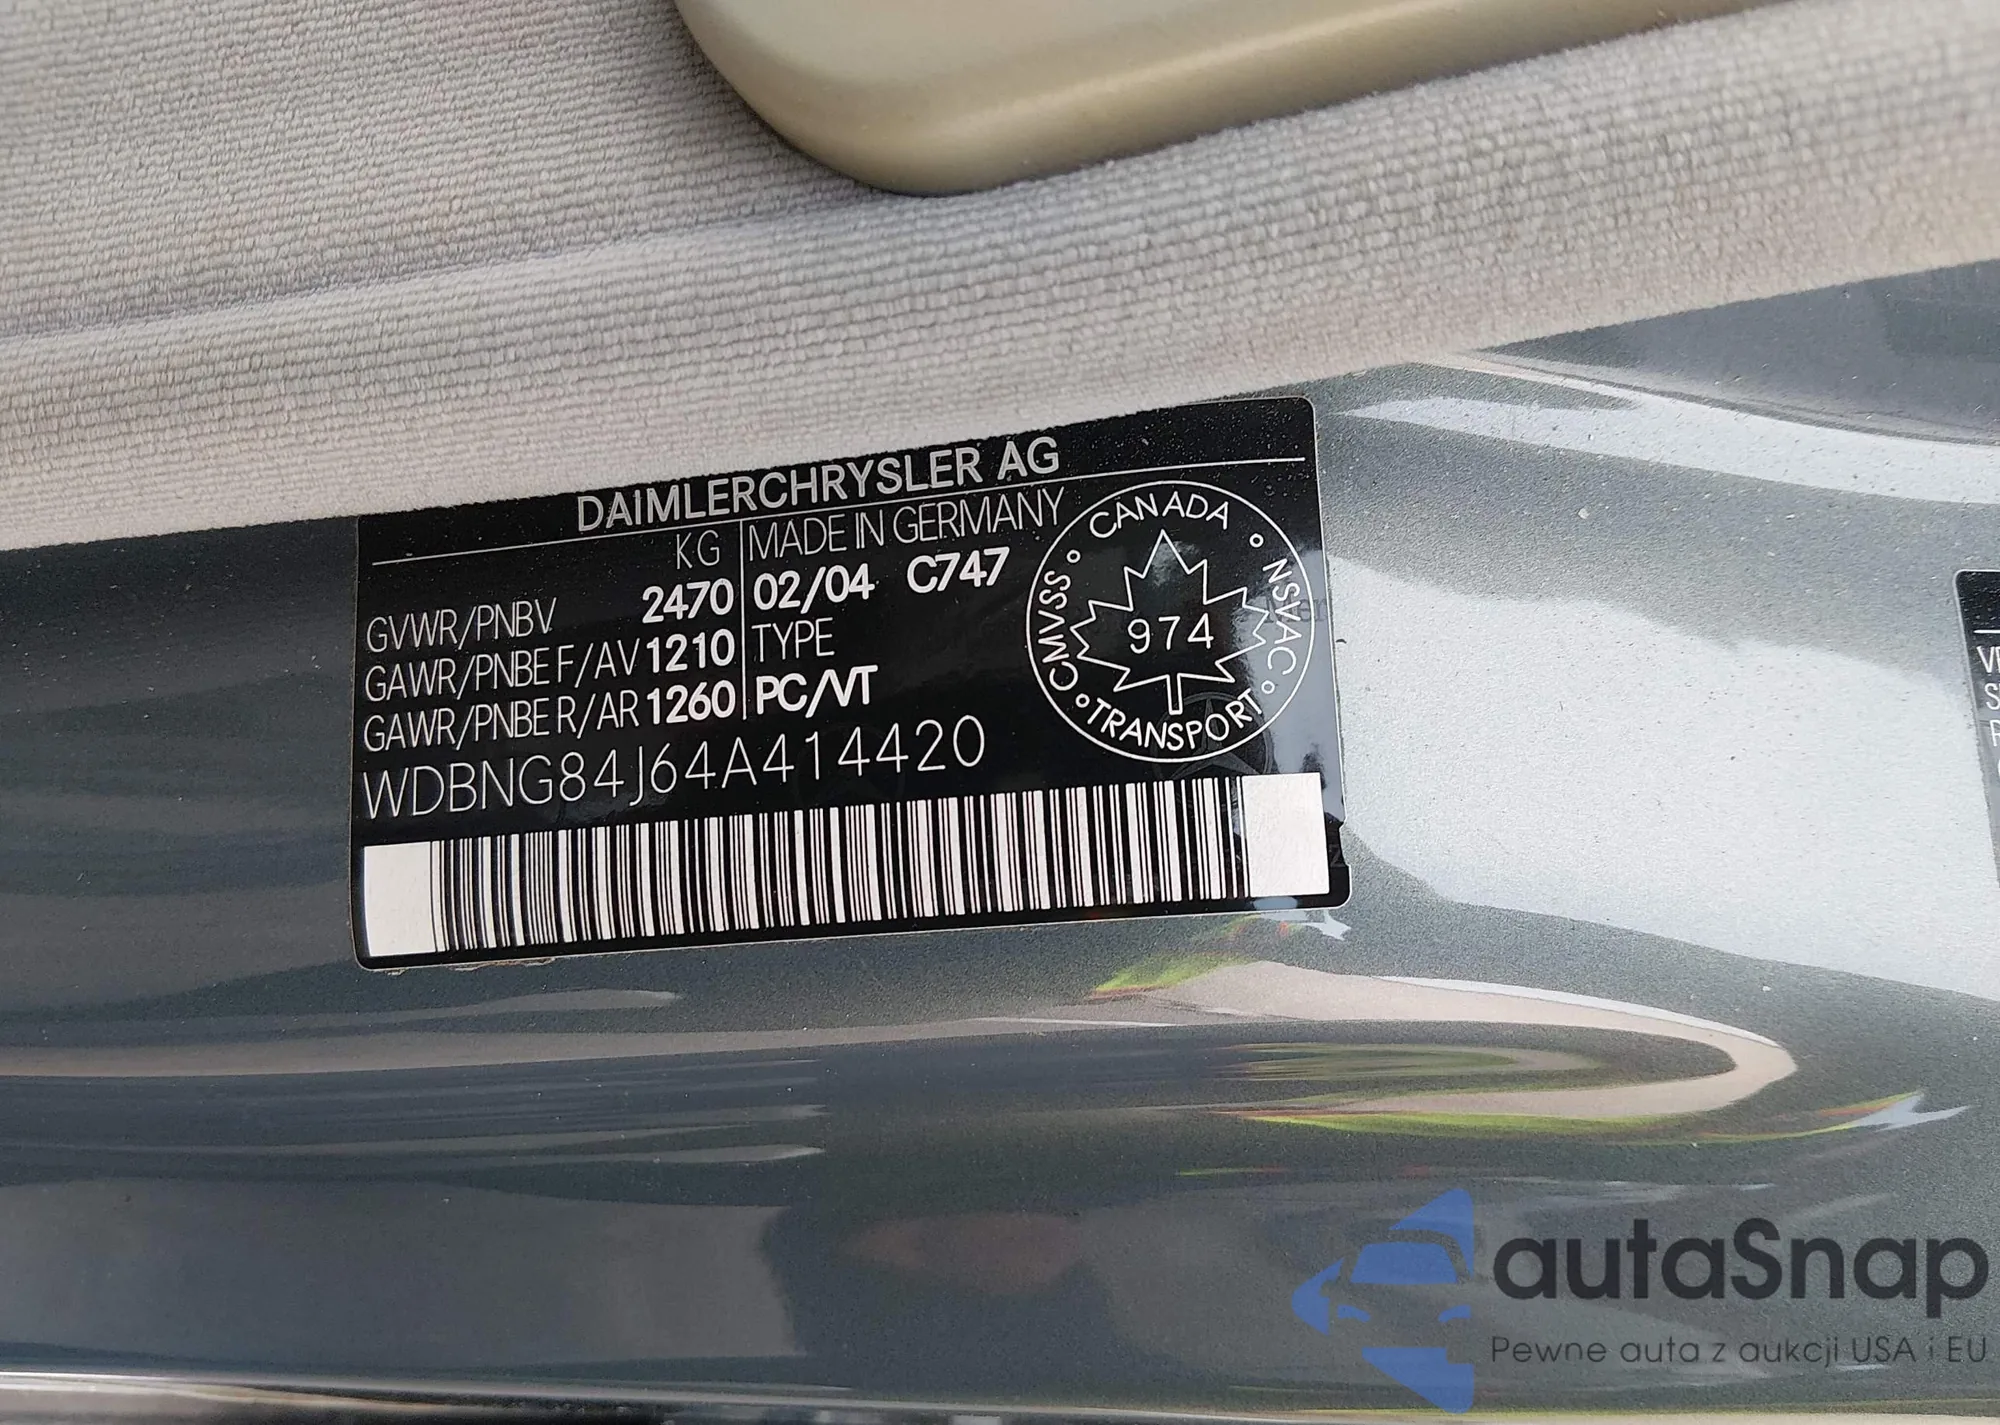 DAIMLERCHRYSLER AG
KG MADE IN GERMANY
GVWR/PNBV 2470 02/04 C747
GAWR/PNBE F/AV 1210 TYPE
GAWR/PNBE R/AR 1260 PC/VT
WDBNG84J64A414420
CANADA
NSVAC
CMVSS
974
TRANSPORT
autaSnap
Pewne auta z aukcji USA i EU